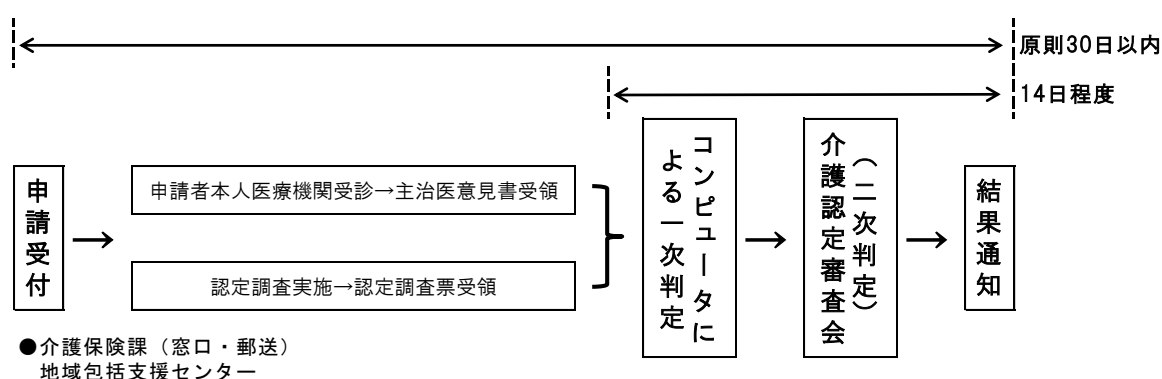 原則30日以内
14日程度
申請受付
申請者本人医療機関受診→主治医意見書受領
認定調査実施→認定調査票受領
コンピュータに
よる一次判定
介護認定審査会
（二次判定）
結果通知
●介護保険課（窓口・郵送）
地域包括支援センター